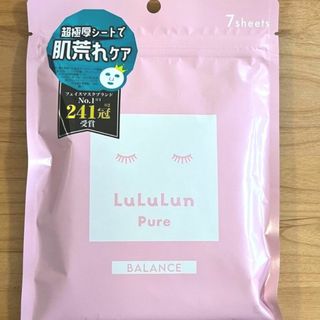 7sheets
超極厚シートで
肌荒れケア
フェイスマスクブランド
No.1
241冠
受賞
LuLuLun
Pure
BALANCE